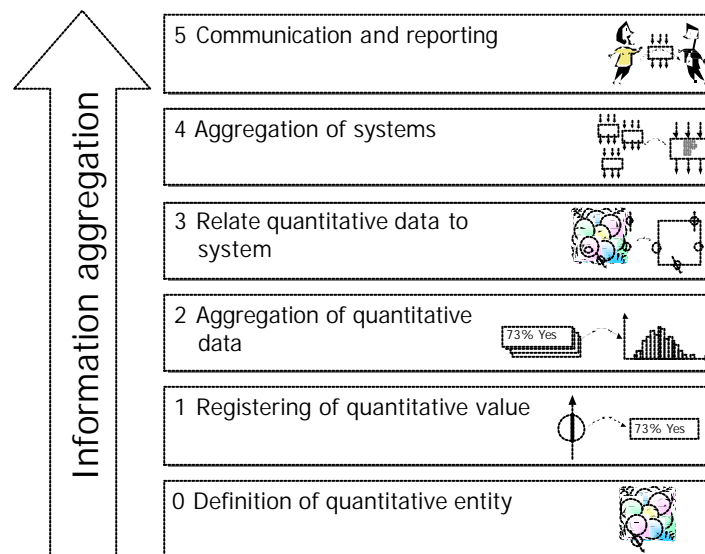 Information aggregation
5 Communication and reporting
4 Aggregation of systems
3 Relate quantitative data to
system
2 Aggregation of quantitative
data
73% Yes
1 Registering of quantitative value
73% Yes
0 Definition of quantitative entity